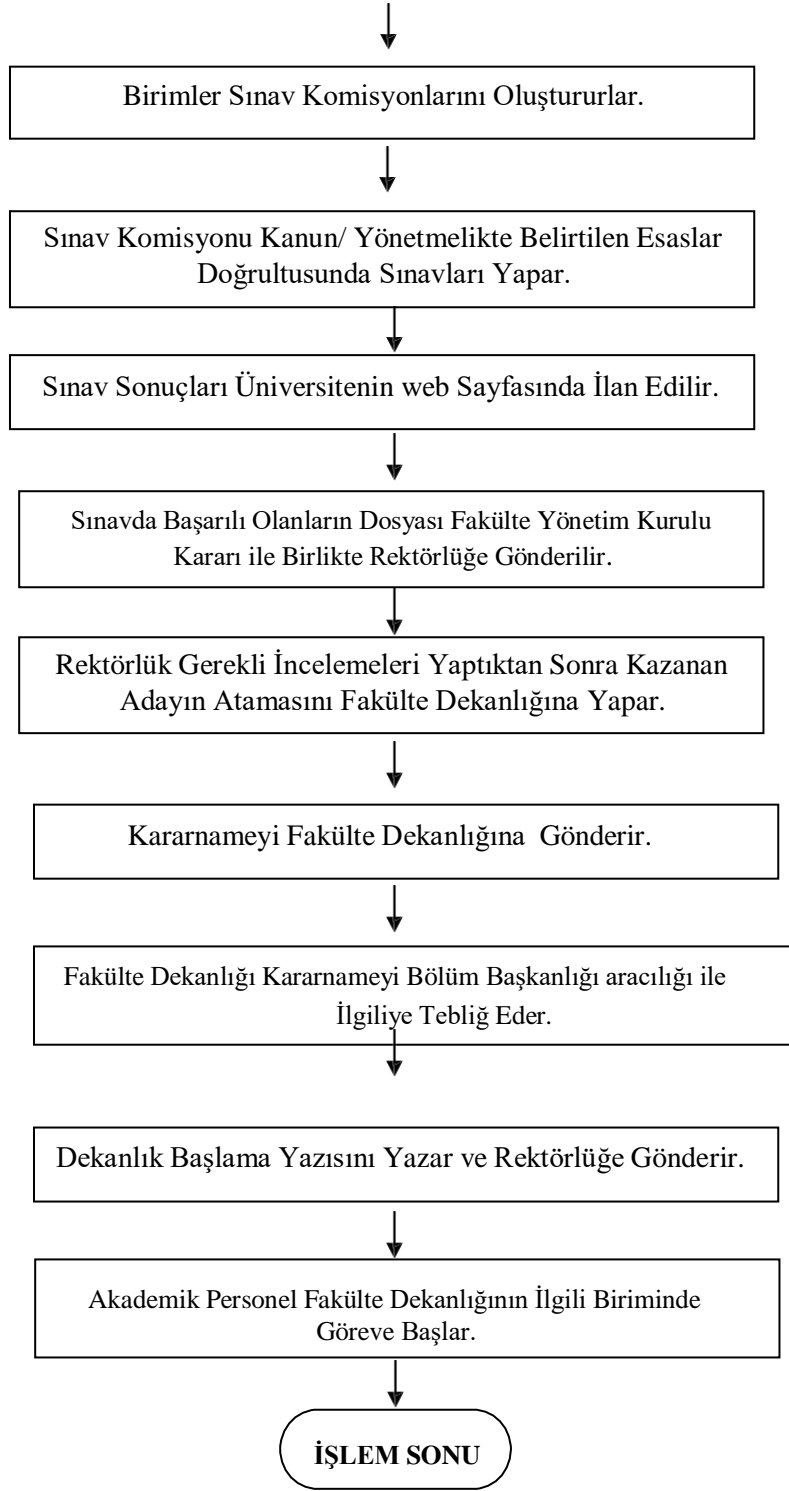 Birimler Sınav Komisyonlarını Oluştururlar.
Sınav Komisyonu Kanun/ Yönetmelikte Belirtilen Esaslar
Doğrultusunda Sınavları Yapar.
Sınav Sonuçları Üniversitenin web Sayfasında İlan Edilir.
Sınavda Başarılı Olanların Dosyası Fakülte Yönetim Kurulu
Kararı ile Birlikte Rektörlüğe Gönderilir.
Rektörlük Gerekli İncelemeleri Yaptıktan Sonra Kazanan
Adayın Atamasını Fakülte Dekanlığına Yapar.
Kararnameyi Fakülte Dekanlığına Gönderir.
Fakülte Dekanlığı Kararnameyi Bölüm Başkanlığı aracılığı ile
İlgiliye Tebliğ Eder.
Dekanlık Başlama Yazısını Yazar ve Rektörlüğe Gönderir.
Akademik Personel Fakülte Dekanlığının İlgili Biriminde
Göreve Başlar.
İŞLEM SONU